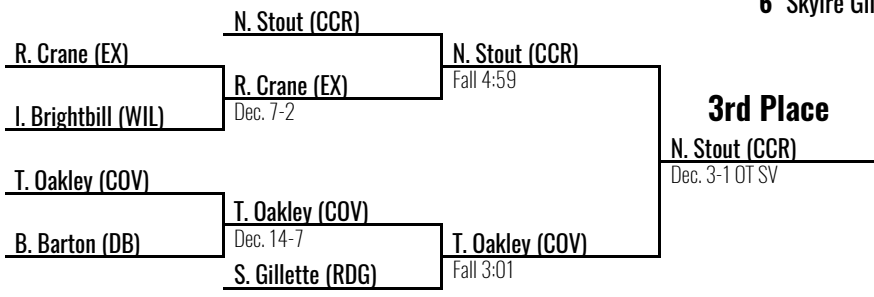 6 Skylre
N. Stout (CCR)
R. Crane (EX)
N. Stout (CCR)
Fall 4:59
R. Crane (EX)
Dec. 7-2
I. Brightbill (WIL)
3rd Place
N. Stout (CCR)
Dec. 3-1 OT SV
T. Oakley (COV)
T. Oakley (COV)
Dec. 14-7
B. Barton (DB)
T. Oakley (COV)
Fall 3:01
S. Gillette (RDG)